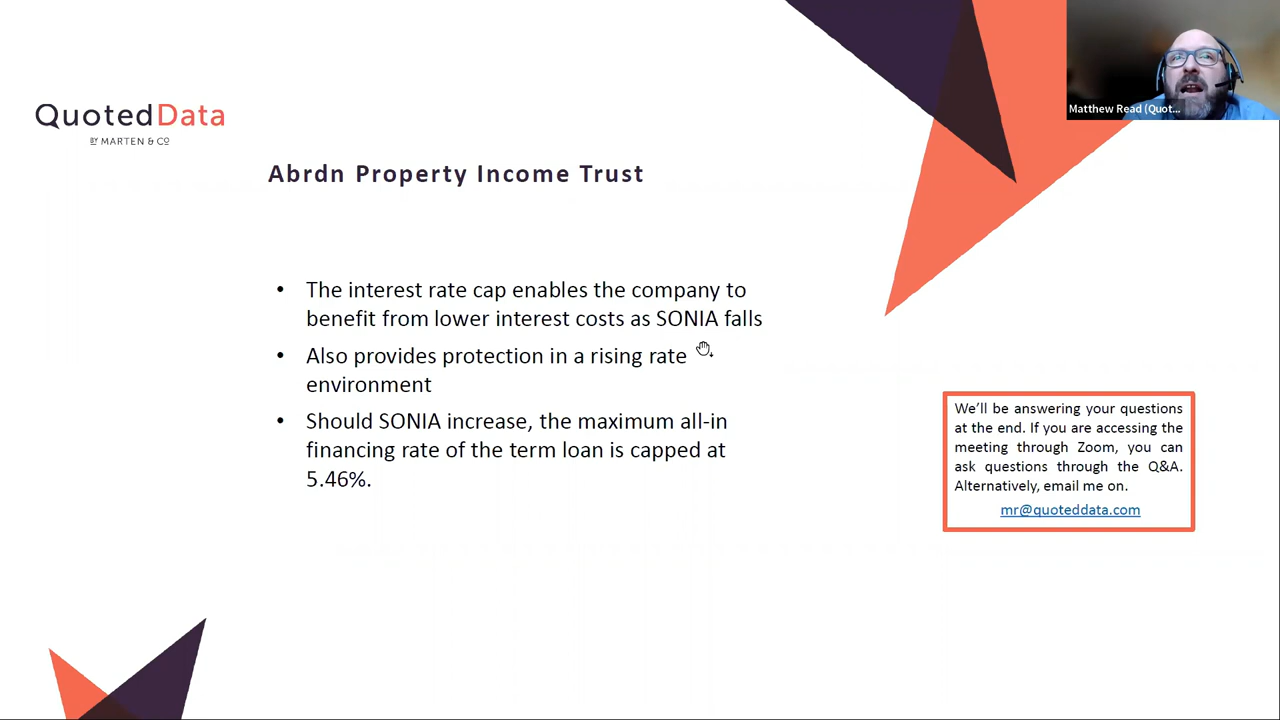 Matthew Read (Quot...
QuotedData
BY MARTEN & CO
Abrdn Property Income Trust
• The interest rate cap enables the company to
benefit from lower interest costs as SONIA falls
• Also provides protection in a rising rate
environment
• Should SONIA increase, the maximum all-in
financing rate of the term loan is capped at
5.46%.
We’ll be answering your questions
at the end. If you are accessing the
meeting through Zoom, you can
ask questions through the Q&A.
Alternatively, email me on.
mr@quoteddata.com